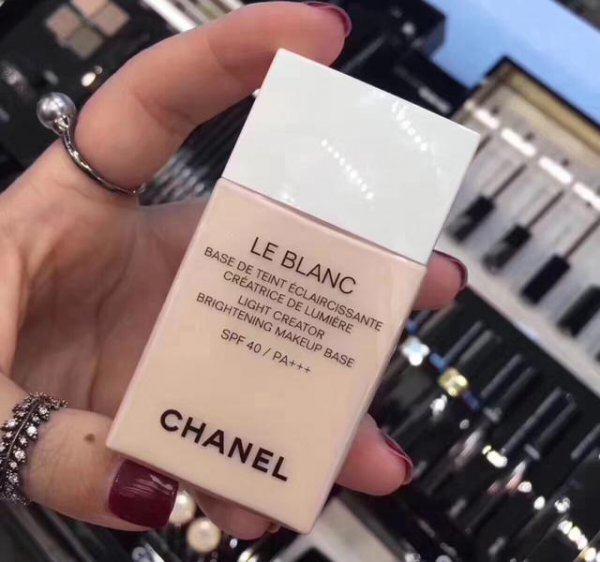 LE BLANC
BASE DE TEINT ÉCLAIRCISSANTE
CRÉATRICE DE LUMIÈRE
LIGHT CREATOR
BRIGHTENING MAKEUP BASE
SPF 40 / PA+++
CHANEL